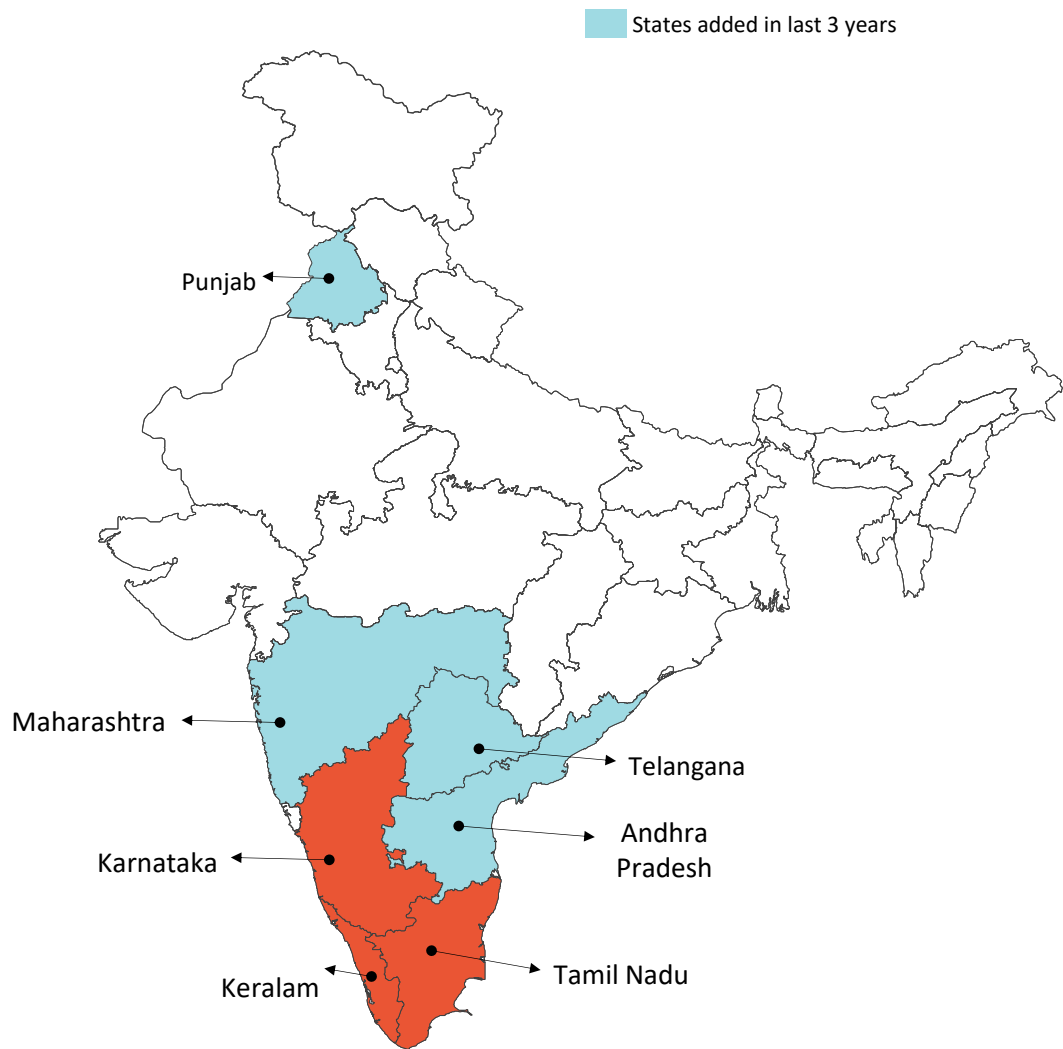 States added in last 3 years
Punjab
Maharashtra
Telangana
Andhra
Pradesh
Karnataka
Tamil Nadu
Keralam